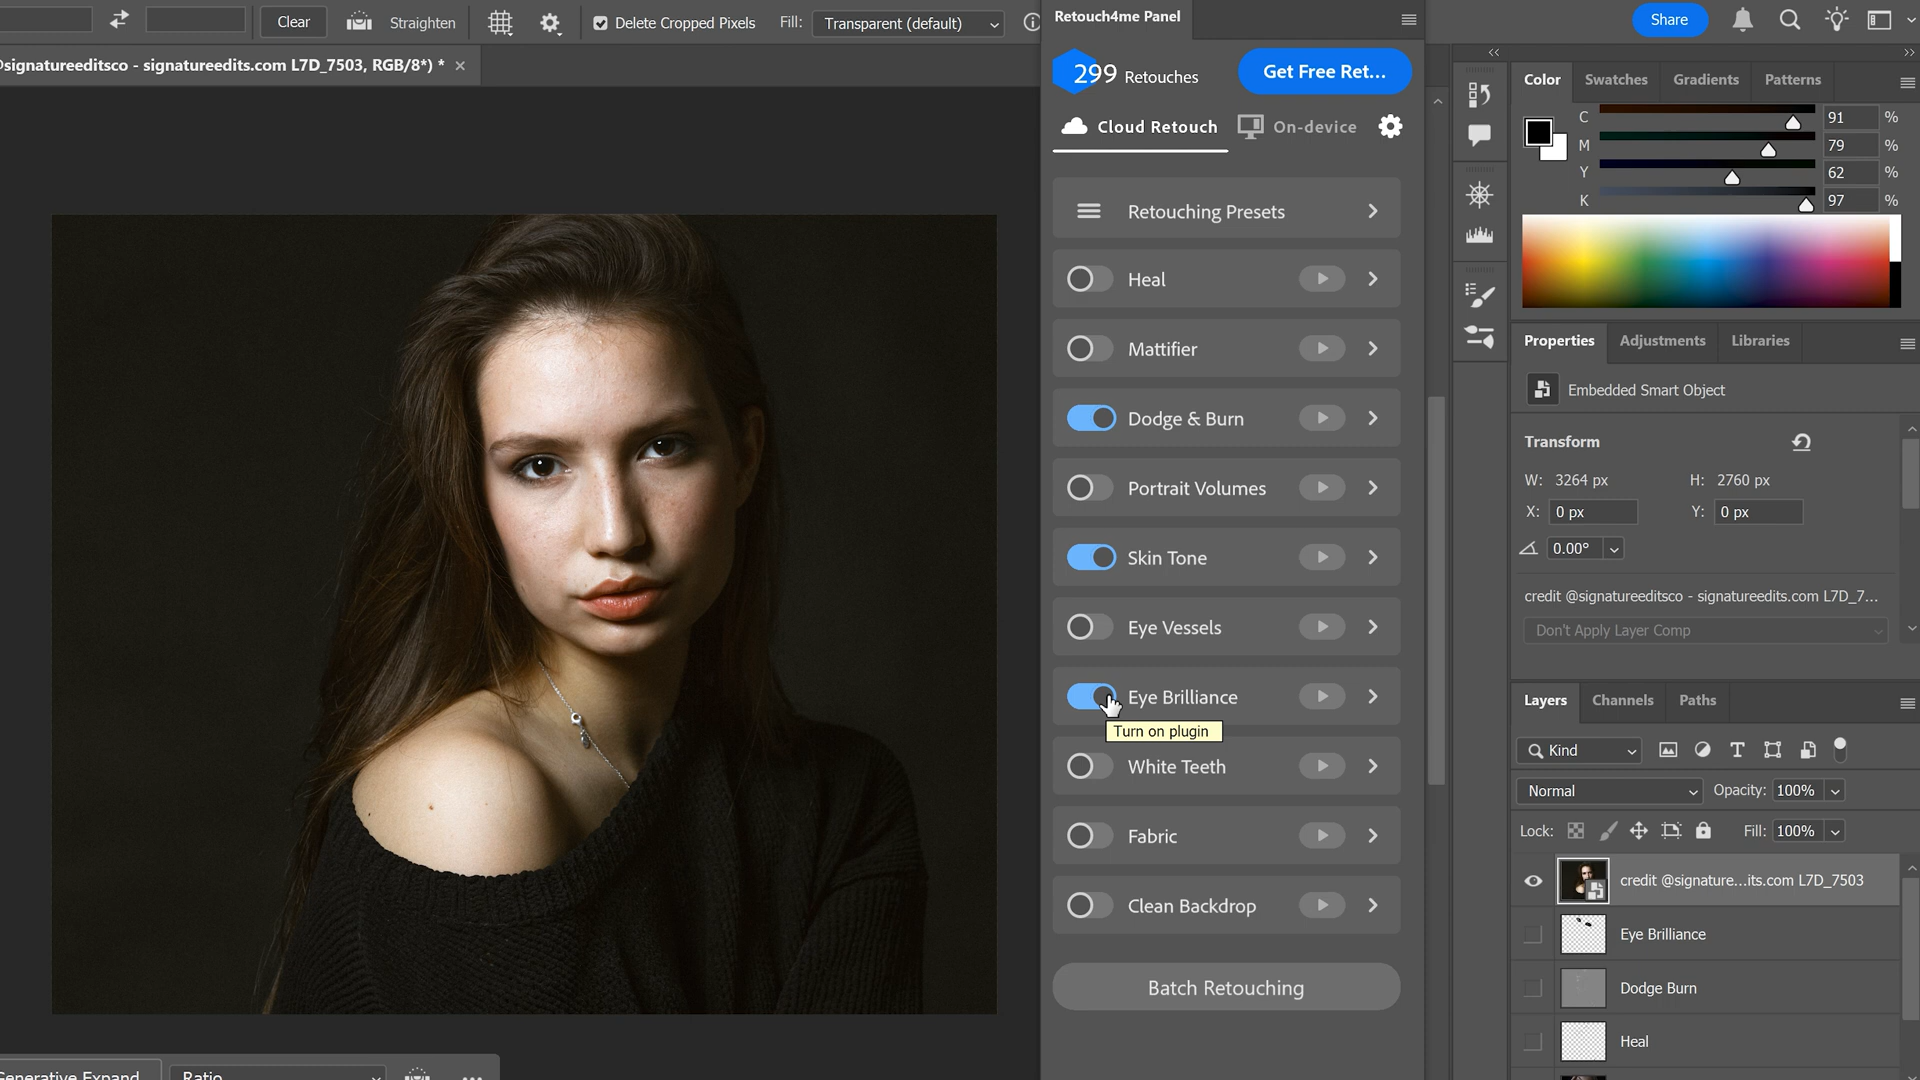 Clear
Straighten
Delete Cropped Pixels
Fill:
Transparent (default)
@signatureeditsco - signatureedits.com L7D_7503, RGB/8*) *
Retouch4me Panel
299 Retouches
Get Free Ret...
Cloud Retouch
On-device
Retouching Presets
Heal
Mattifier
Dodge & Burn
Portrait Volumes
Skin Tone
Eye Vessels
Eye Brilliance
Turn on plugin
White Teeth
Fabric
Clean Backdrop
Batch Retouching
Generative Expand
Ratio
Share
Color
Swatches
Gradients
Patterns
C 91 %
M 79 %
Y 62 %
K 97 %
Properties
Adjustments
Libraries
Embedded Smart Object
Transform
W: 3264 px H: 2760 px
X: 0 px Y: 0 px
0.00°
credit @signatureeditsco - signatureedits.com L7D_7...
Don't Apply Layer Comp
Layers
Channels
Paths
Kind
Normal
Opacity: 100%
Lock:
Fill: 100%
credit @signature...its.com L7D_7503
Eye Brilliance
Dodge Burn
Heal